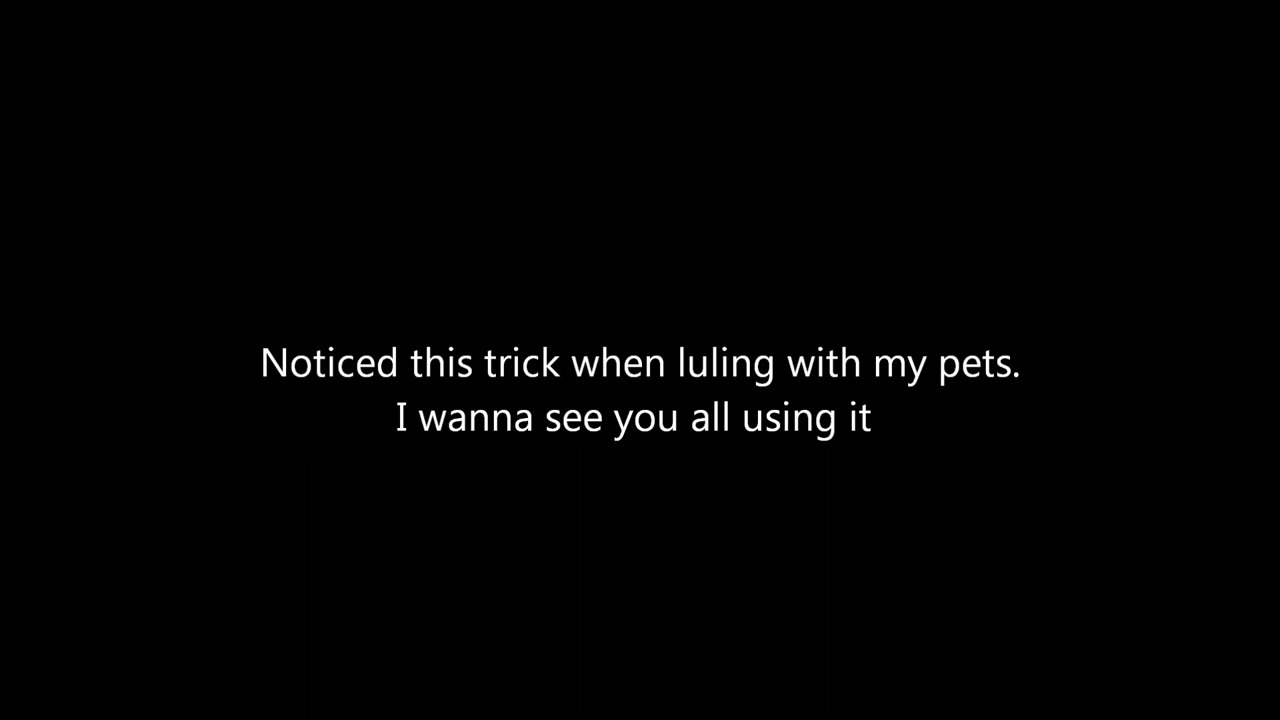 Noticed this trick when luling with my pets.
I wanna see you all using it